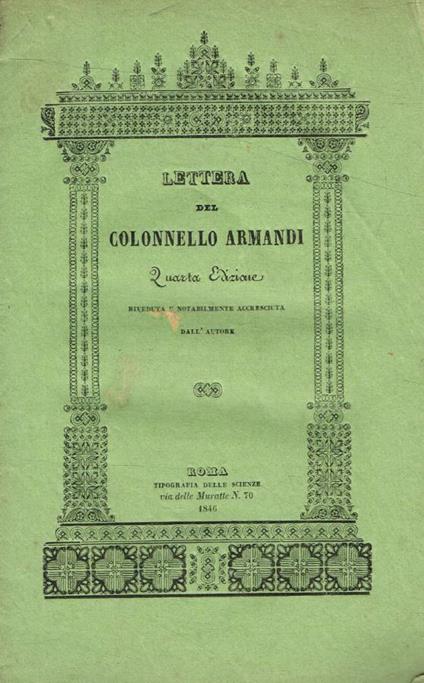 LETTERA
DEL
COLONNELLO ARMANDI
Quarta Edizione
RIVEDUTA E NOTABILMENTE ACCRESCIUTA
DALL' AUTORE
ROMA
TIPOGRAFIA DELLE SCIENZE
via delle Muratte N. 70
1846